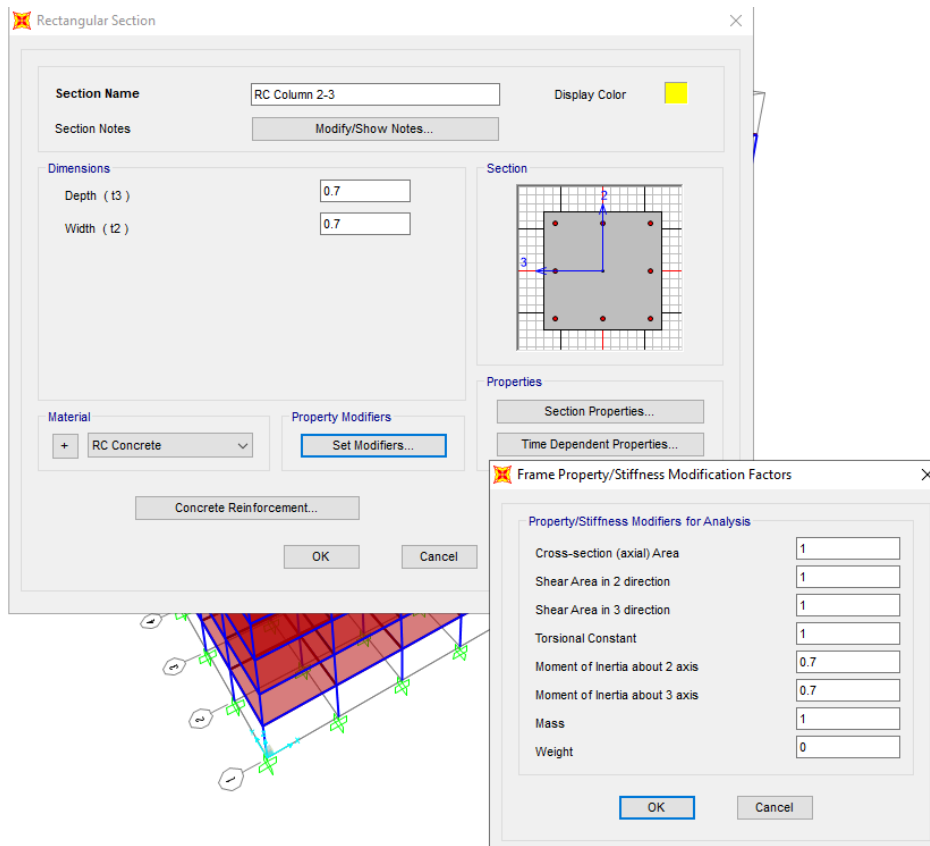 Rectangular Section
Section Name
RC Column 2-3
Display Color
Section Notes
Modify/Show Notes...
Dimensions
Depth ( t3 )
0.7
Width ( t2 )
0.7
Section
2
3
Properties
Section Properties...
Time Dependent Properties...
Material
+
RC Concrete
Property Modifiers
Set Modifiers...
Concrete Reinforcement...
OK
Cancel
Frame Property/Stiffness Modification Factors
Property/Stiffness Modifiers for Analysis
Cross-section (axial) Area
1
Shear Area in 2 direction
1
Shear Area in 3 direction
1
Torsional Constant
1
Moment of Inertia about 2 axis
0.7
Moment of Inertia about 3 axis
0.7
Mass
1
Weight
0
OK
Cancel
4
3
2
1